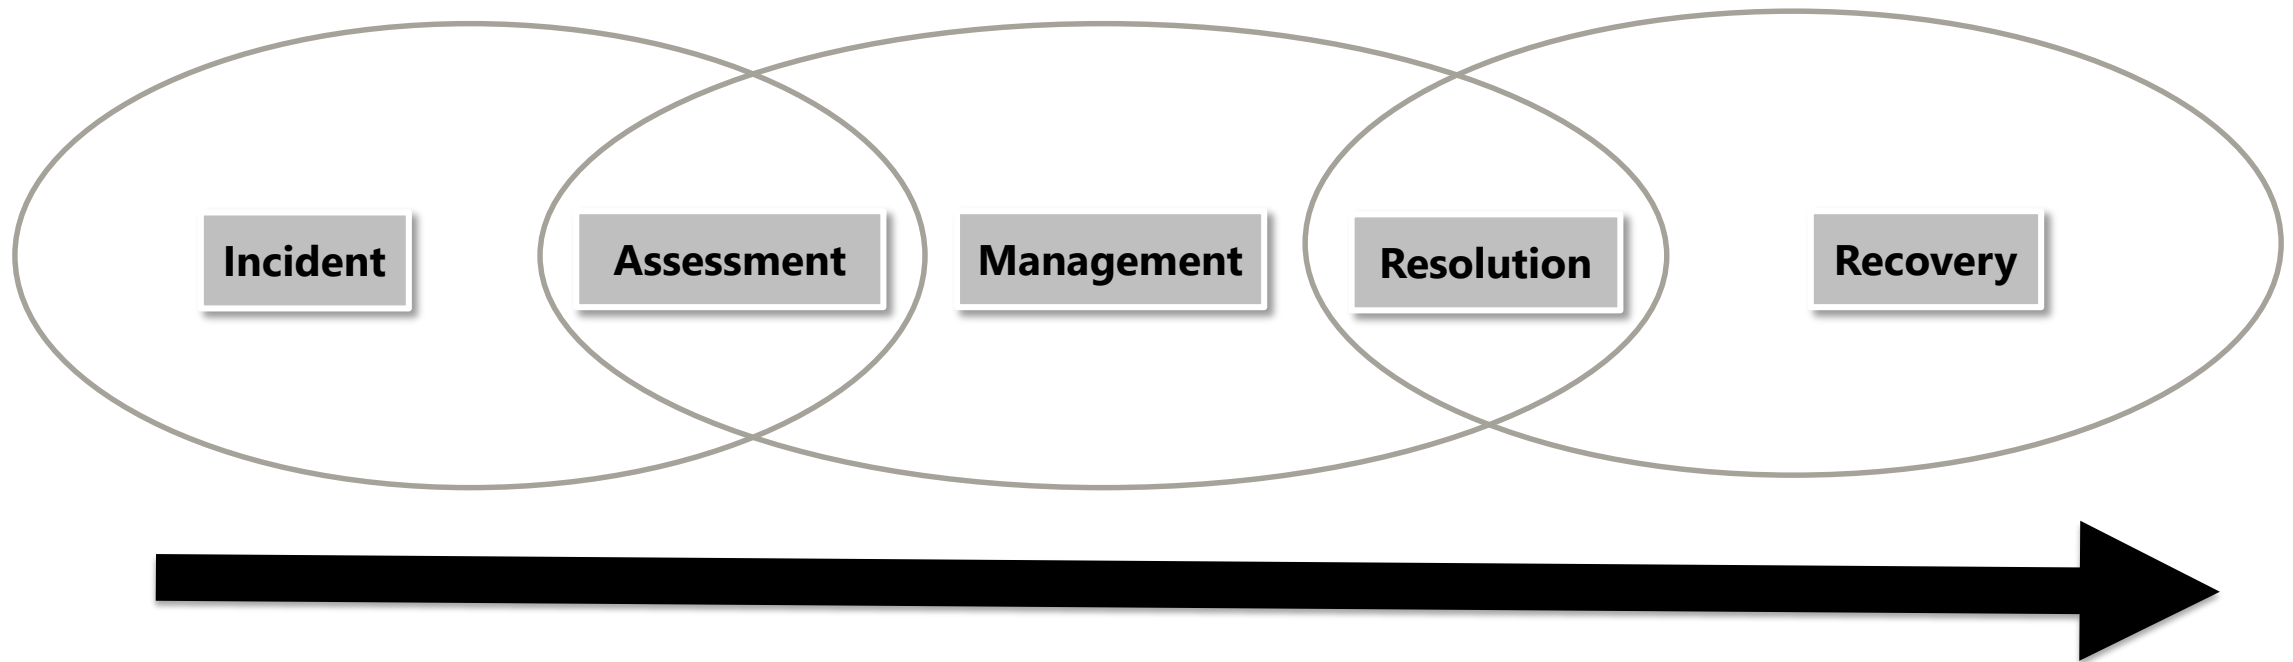 Incident
Assessment
Management
Resolution
Recovery